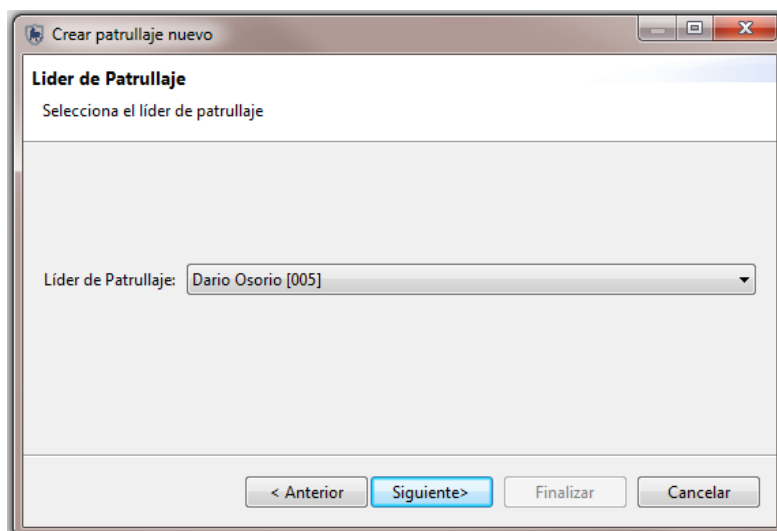 Crear patrullaje nuevo
Lider de Patrullaje
Selecciona el líder de patrullaje
Líder de Patrullaje: Dario Osorio [005]
< Anterior Siguiente> Finalizar Cancelar